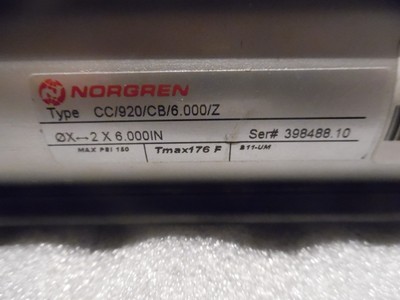 NORGREN
Type CC/920/CB/6.000/Z
ØX↔2 X 6.000IN Ser# 398488.10
MAX PSI 150 Tmax176 F S11-UM